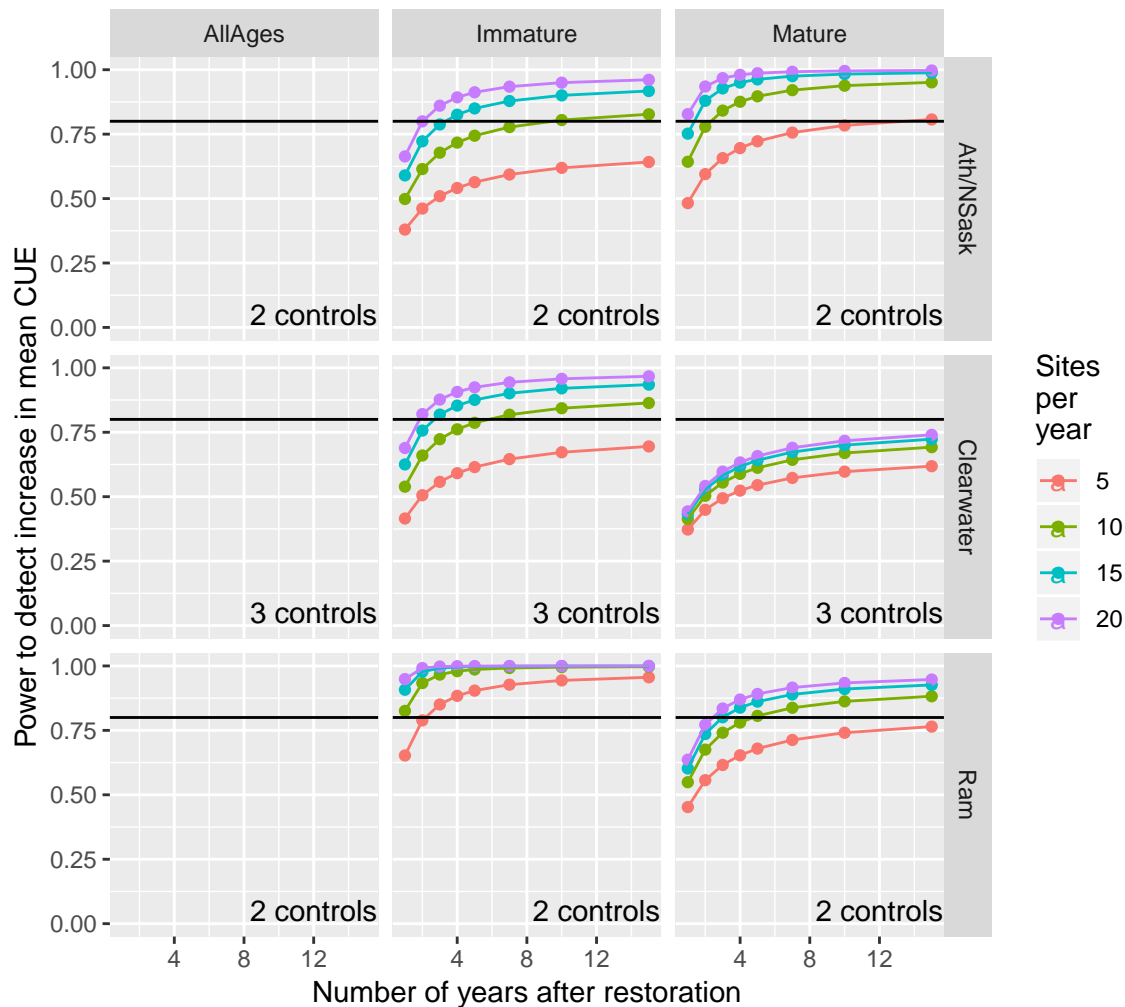 AllAges
Immature
Mature
Power to detect increase in mean CUE
1.00
0.75
0.50
0.25
0.00
2 controls
2 controls
2 controls
Ath/NSask
1.00
0.75
0.50
0.25
0.00
3 controls
3 controls
3 controls
Clearwater
1.00
0.75
0.50
0.25
0.00
2 controls
2 controls
2 controls
Ram
4 8 12
4 8 12
4 8 12
Number of years after restoration
Sites
per
year
a 5
a 10
a 15
a 20